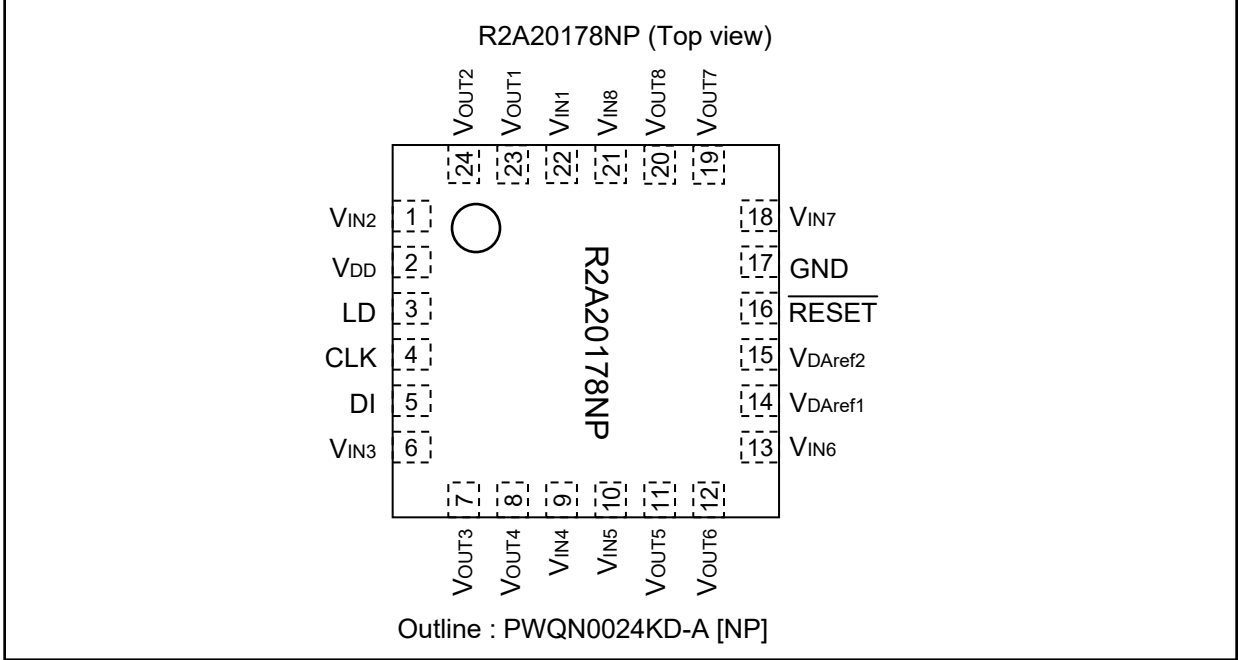 R2A20178NP (Top view)
VOUT2 VOUT1 VIN1 VIN8 VOUT8 VOUT7
24 23 22 21 20 19
VIN2 1 18 VIN7
VDD 2 17 GND
LD 3 16 RESET
CLK 4 15 VDAref2
DI 5 14 VDAref1
VIN3 6 13 VIN6
R2A20178NP
7 8 9 10 11 12
VOUT3 VOUT4 VIN4 VIN5 VOUT5 VOUT6
Outline : PWQN0024KD-A [NP]